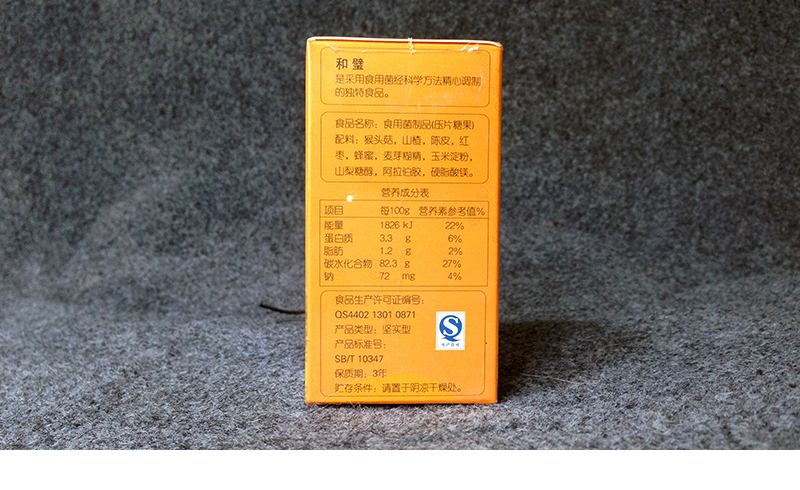 和璧
是采用食用菌经科学方法精心调制
的独特食品。
食品名称：食用菌制品(压片糖果)
配料：猴头菇，山楂，陈皮，红
枣，蜂蜜，麦芽糊精，玉米淀粉，
山梨糖醇，阿拉伯胶，硬脂酸镁。
营养成分表
项目 每100g 营养素参考值%
能量 1826 kJ 22%
蛋白质 3.3 g 6%
脂肪 1.2 g 2%
碳水化合物 82.3 g 27%
钠 72 mg 4%
食品生产许可证编号：
QS4402 1301 0871
产品类型：坚实型
产品标准号：
SB/T 10347
保质期：3年
贮存条件：请置于阴凉干燥处。